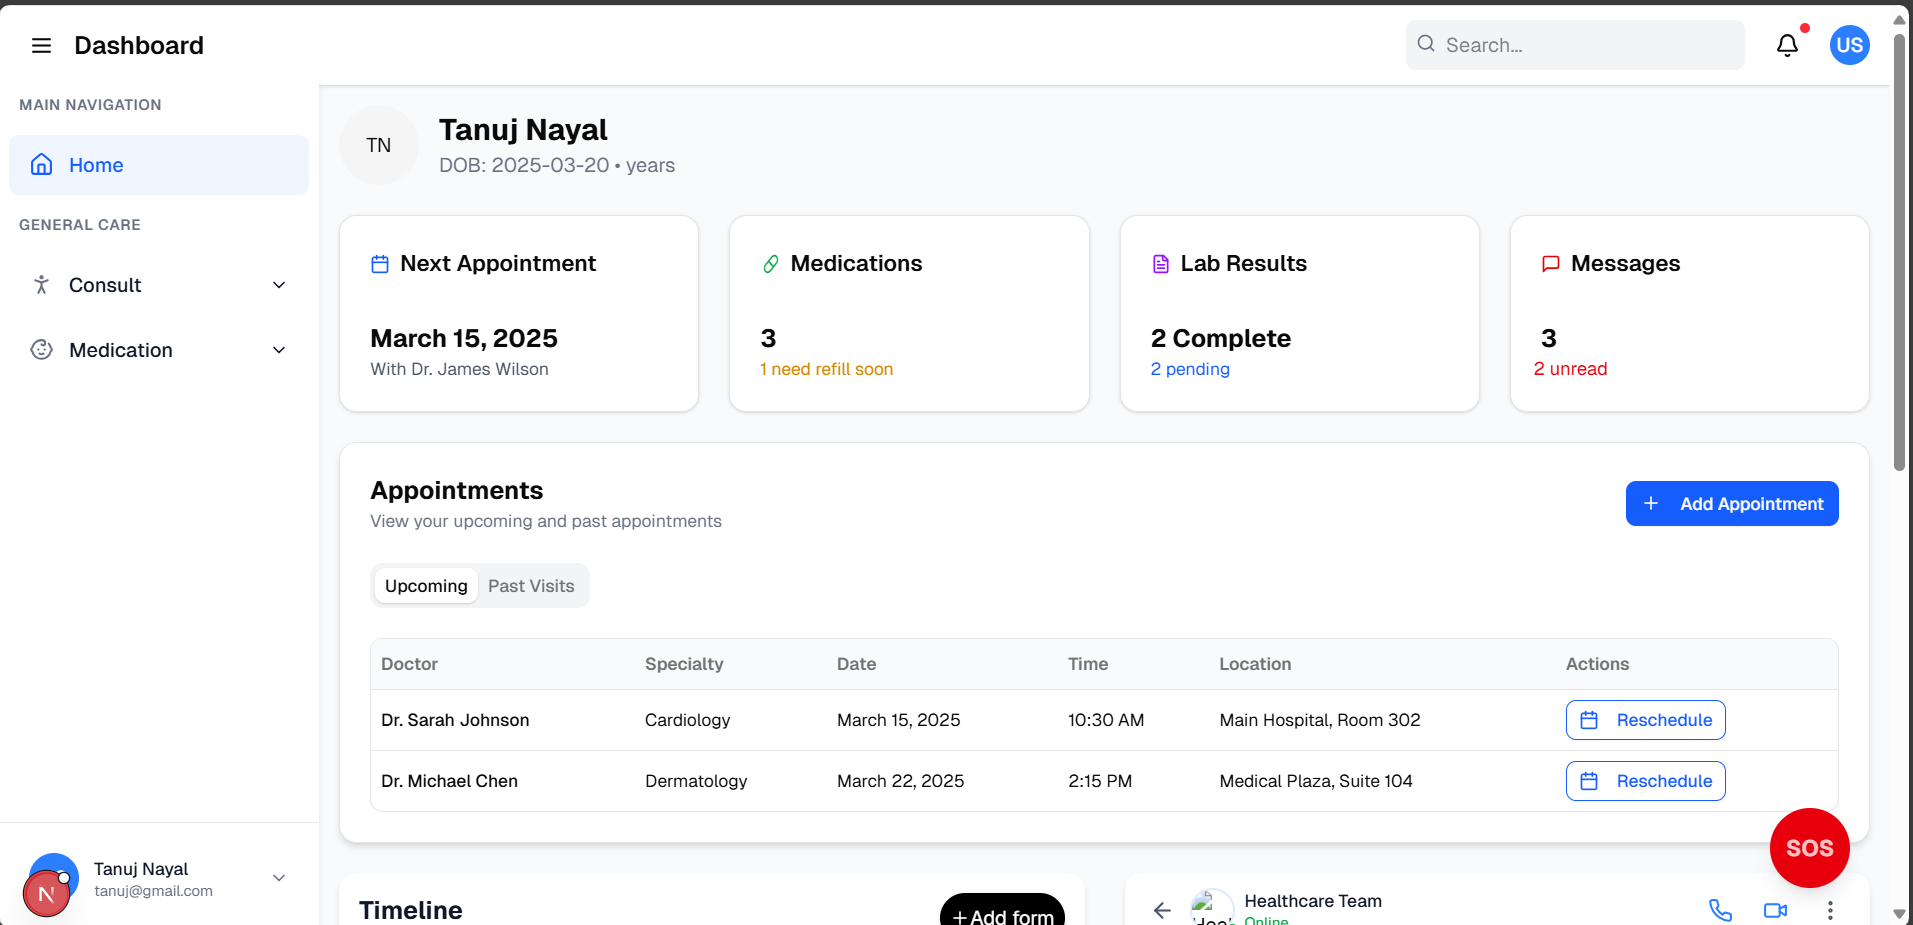 Dashboard
Search...
US
MAIN NAVIGATION
Home
GENERAL CARE
Consult
Medication
TN
Tanuj Nayal
DOB: 2025-03-20 • years
Next Appointment
March 15, 2025
With Dr. James Wilson
Medications
3
1 need refill soon
Lab Results
2 Complete
2 pending
Messages
3
2 unread
Appointments
View your upcoming and past appointments
+ Add Appointment
Upcoming Past Visits
Doctor Specialty Date Time Location Actions
Dr. Sarah Johnson Cardiology March 15, 2025 10:30 AM Main Hospital, Room 302 Reschedule
Dr. Michael Chen Dermatology March 22, 2025 2:15 PM Medical Plaza, Suite 104 Reschedule
SOS
Tanuj Nayal
tanuj@gmail.com
N
Timeline
+Add form
Healthcare Team
Online